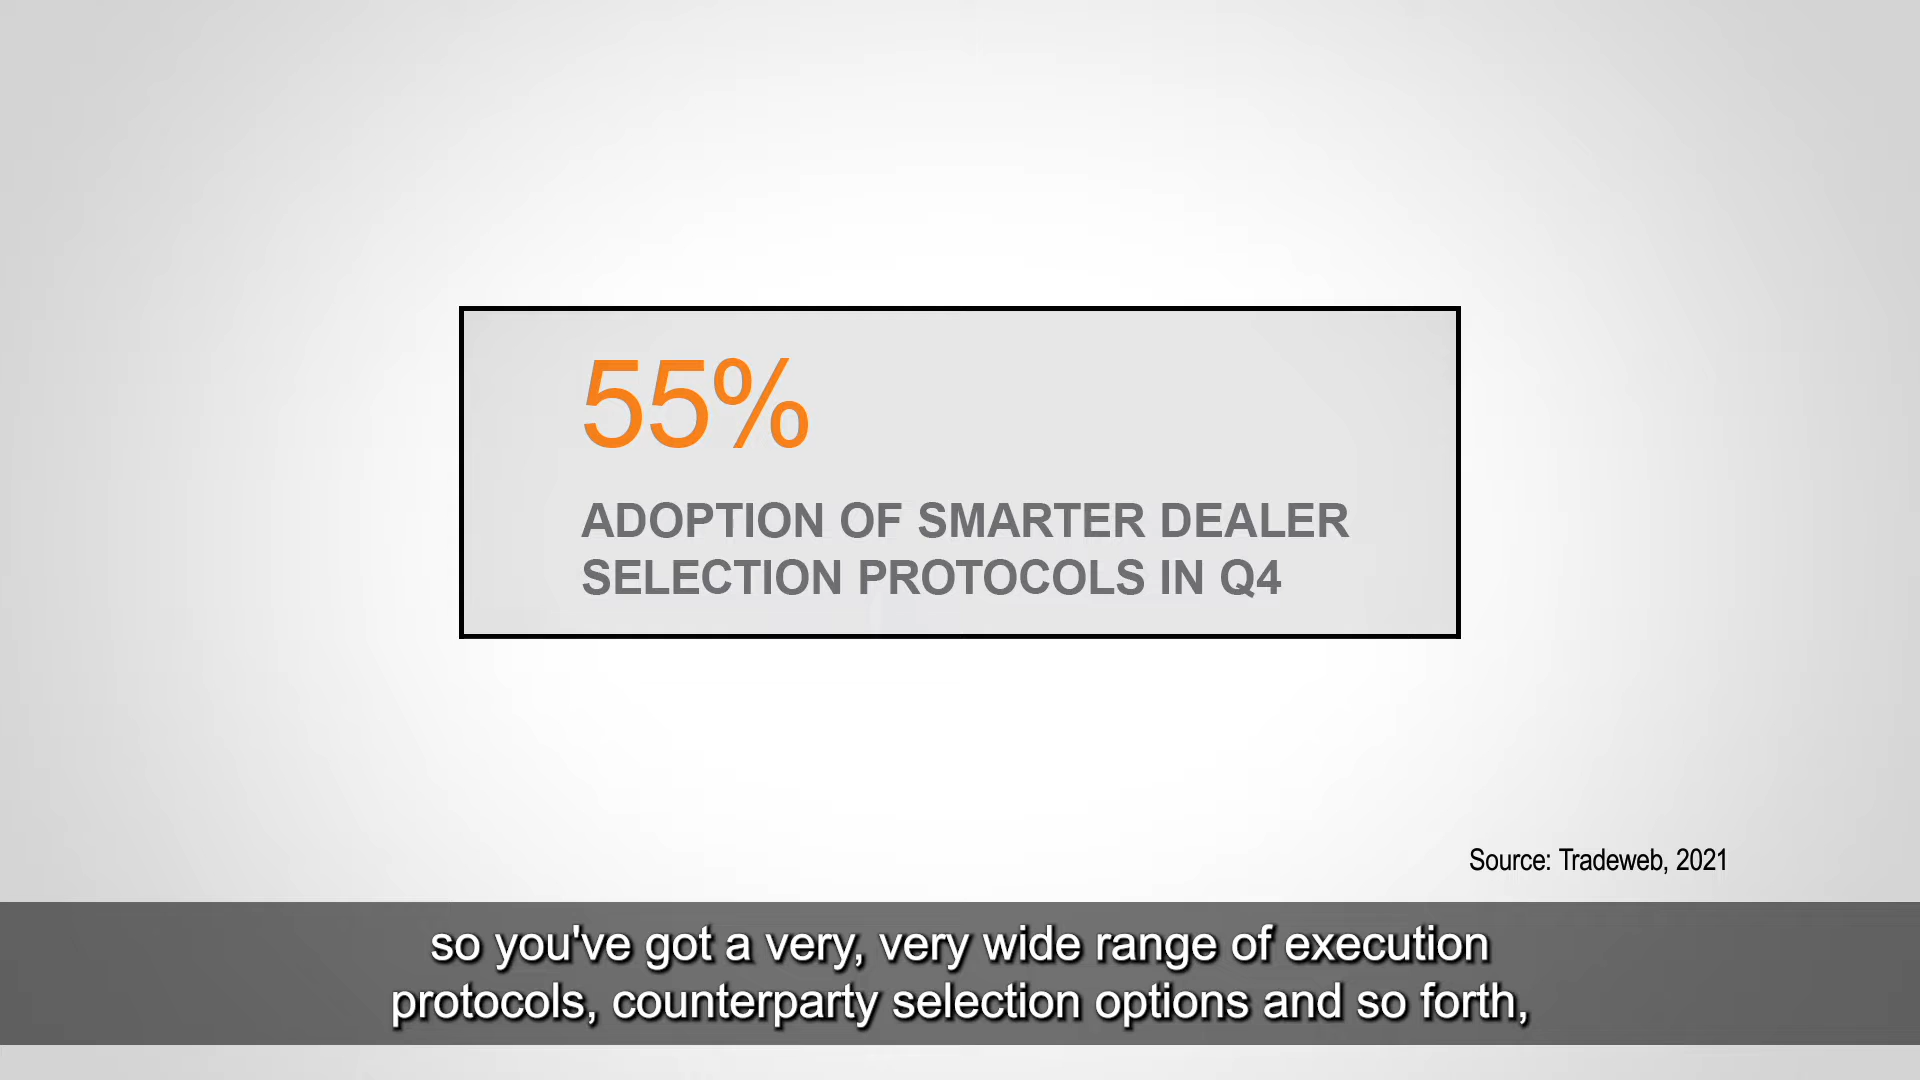 55%
ADOPTION OF SMARTER DEALER
SELECTION PROTOCOLS IN Q4
Source: Tradeweb, 2021
so you've got a very, very wide range of execution
protocols, counterparty selection options and so forth,